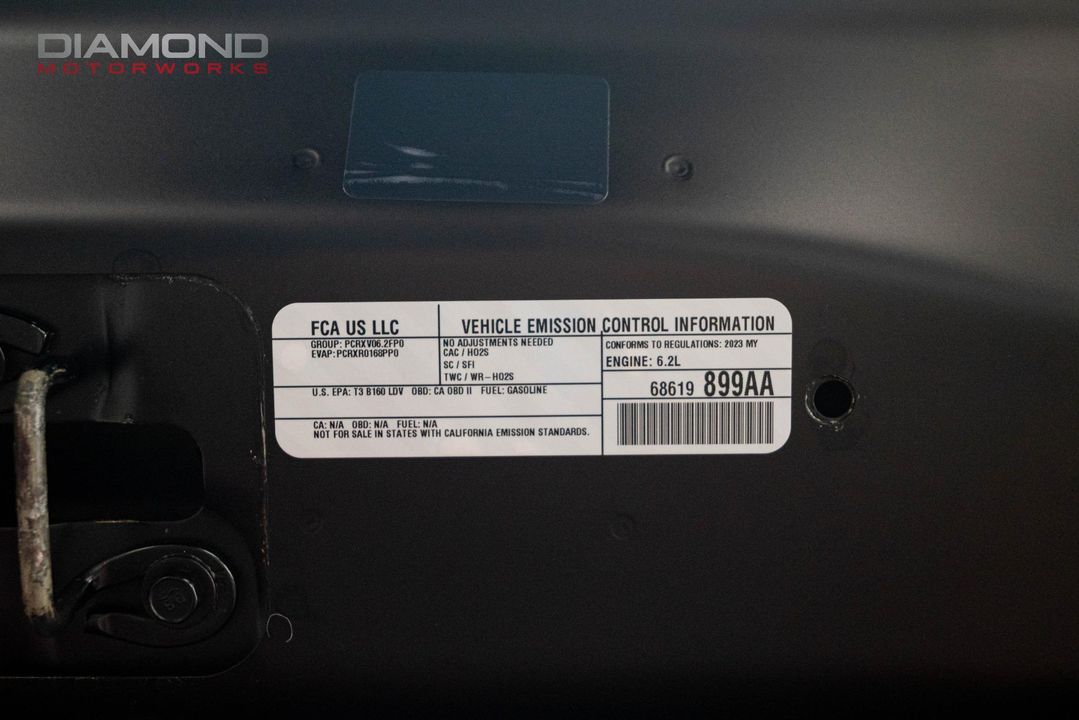 DIAMOND
MOTORWORKS
FCA US LLC
GROUP: PCRXV06.2FP0
EVAP: PCRXR0168PP0
VEHICLE EMISSION CONTROL INFORMATION
NO ADJUSTMENTS NEEDED
CAC / HO2S
SC / SFI
TWC / WR-HO2S
CONFORMS TO REGULATIONS: 2023 MY
ENGINE: 6.2L
68619 899AA
U.S. EPA: T3 B160 LDV OBD: CA OBD II FUEL: GASOLINE
CA: N/A OBD: N/A FUEL: N/A
NOT FOR SALE IN STATES WITH CALIFORNIA EMISSION STANDARDS.